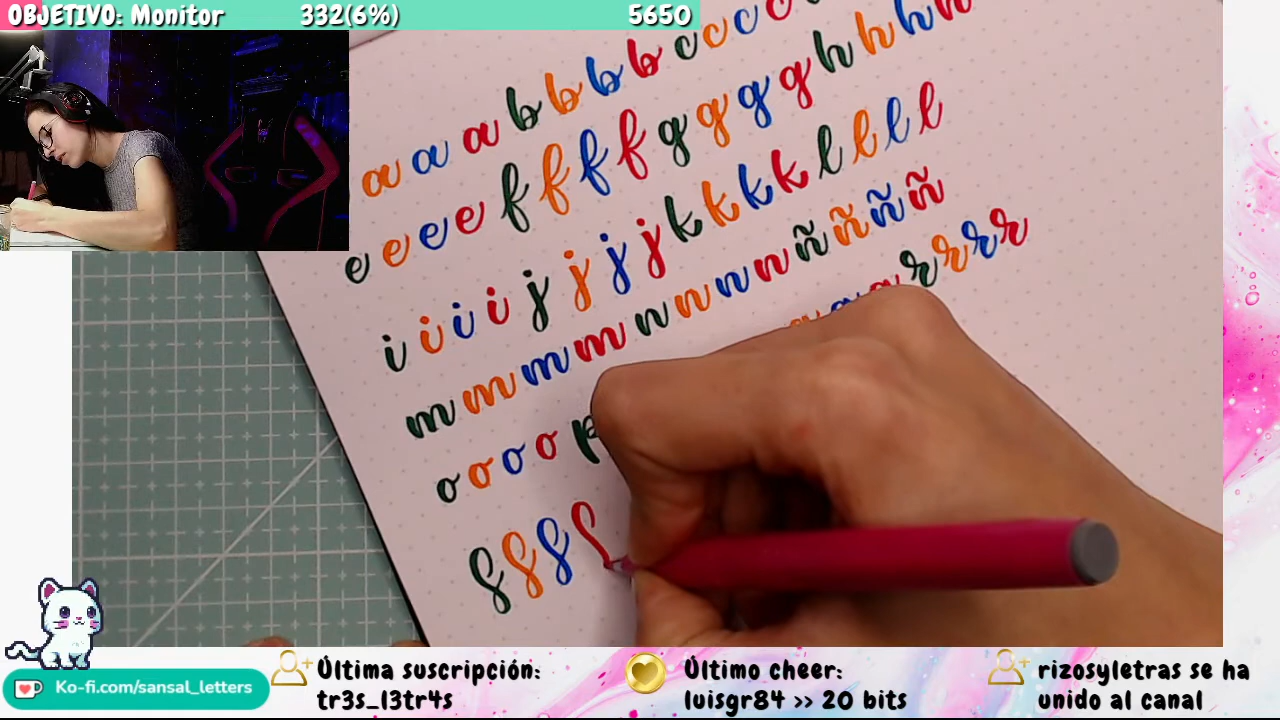 OBJETIVO: Monitor 332(6%) 5650
a a a b b b b c c c c
e e e e f f f f g g g g h h h h
i i i i j j j j k k k k l l l l
m m m m n n n n ñ ñ ñ ñ
o o o o p r r r r
s s s
Ko-fi.com/sansal_letters
Última suscripción:
tr3s_l3tr4s
Último cheer:
luisgr84 >> 20 bits
rizosyletras se ha
unido al canal